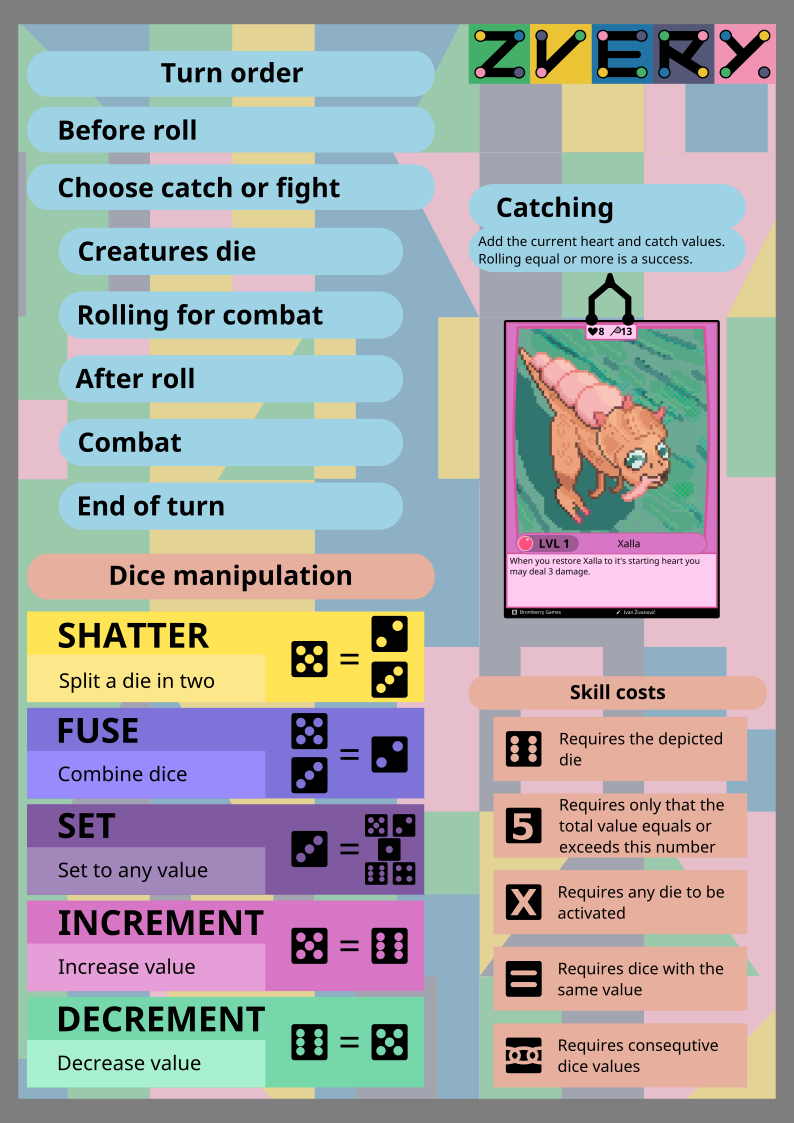 ZVERY
Turn order
Before roll
Choose catch or fight
Creatures die
Rolling for combat
After roll
Combat
End of turn
Catching
Add the current heart and catch values.
Rolling equal or more is a success.
8 13
LVL 1 Xalla
When you restore Xalla to it's starting heart you
may deal 3 damage.
Bromberry Games Ivan Živanović
Dice manipulation
SHATTER
Split a die in two
=
FUSE
Combine dice
=
SET
Set to any value
=
INCREMENT
Increase value
=
DECREMENT
Decrease value
=
Skill costs
Requires the depicted
die
5
Requires only that the
total value equals or
exceeds this number
X
Requires any die to be
activated
=
Requires dice with the
same value
Requires consequtive
dice values